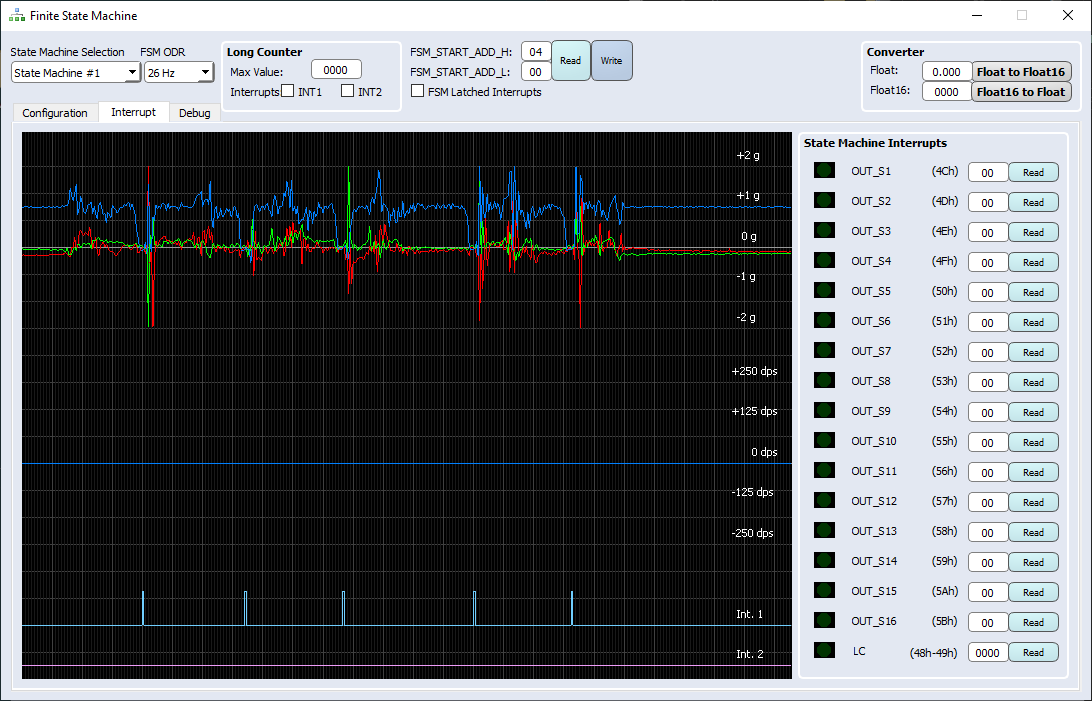 Finite State Machine
State Machine Selection FSM ODR
State Machine #1 26 Hz
Long Counter
Max Value: 0000
Interrupts: INT1 INT2
FSM_START_ADD_H: 04
FSM_START_ADD_L: 00
Read Write
FSM Latched Interrupts
Converter
Float: 0.000 Float to Float16
Float16: 0000 Float16 to Float
Configuration Interrupt Debug
+2 g
+1 g
0 g
-1 g
-2 g
+250 dps
+125 dps
0 dps
-125 dps
-250 dps
Int. 1
Int. 2
State Machine Interrupts
OUT_S1 (4Ch) 00 Read
OUT_S2 (4Dh) 00 Read
OUT_S3 (4Eh) 00 Read
OUT_S4 (4Fh) 00 Read
OUT_S5 (50h) 00 Read
OUT_S6 (51h) 00 Read
OUT_S7 (52h) 00 Read
OUT_S8 (53h) 00 Read
OUT_S9 (54h) 00 Read
OUT_S10 (55h) 00 Read
OUT_S11 (56h) 00 Read
OUT_S12 (57h) 00 Read
OUT_S13 (58h) 00 Read
OUT_S14 (59h) 00 Read
OUT_S15 (5Ah) 00 Read
OUT_S16 (5Bh) 00 Read
LC (48h-49h) 0000 Read